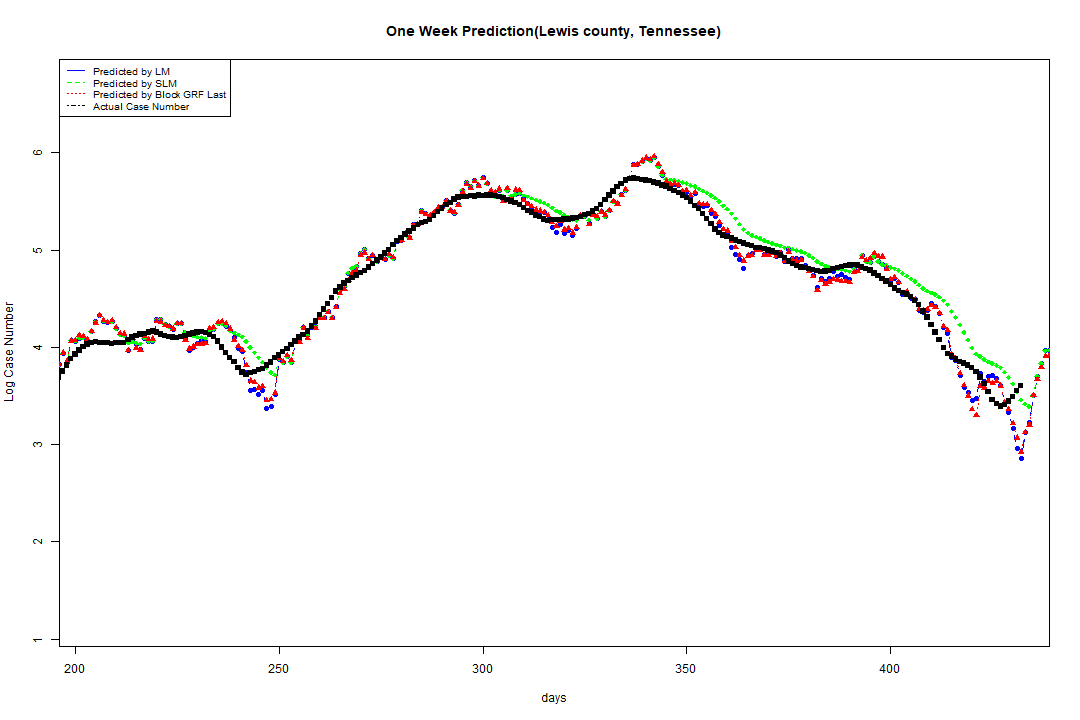 One Week Prediction(Lewis county, Tennessee)
Predicted by LM
Predicted by SLM
Predicted by Block GRF Last
Actual Case Number
Log Case Number
6
5
4
3
2
1
200
250
300
350
400
days